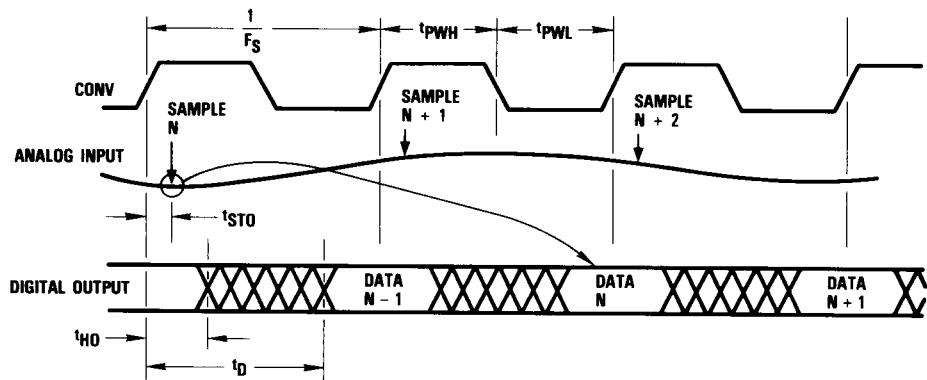 1
F_S
t_PWH
t_PWL
CONV
SAMPLE
N
SAMPLE
N + 1
SAMPLE
N + 2
ANALOG INPUT
t_STO
DIGITAL OUTPUT
DATA
N - 1
DATA
N
DATA
N + 1
t_HO
t_D